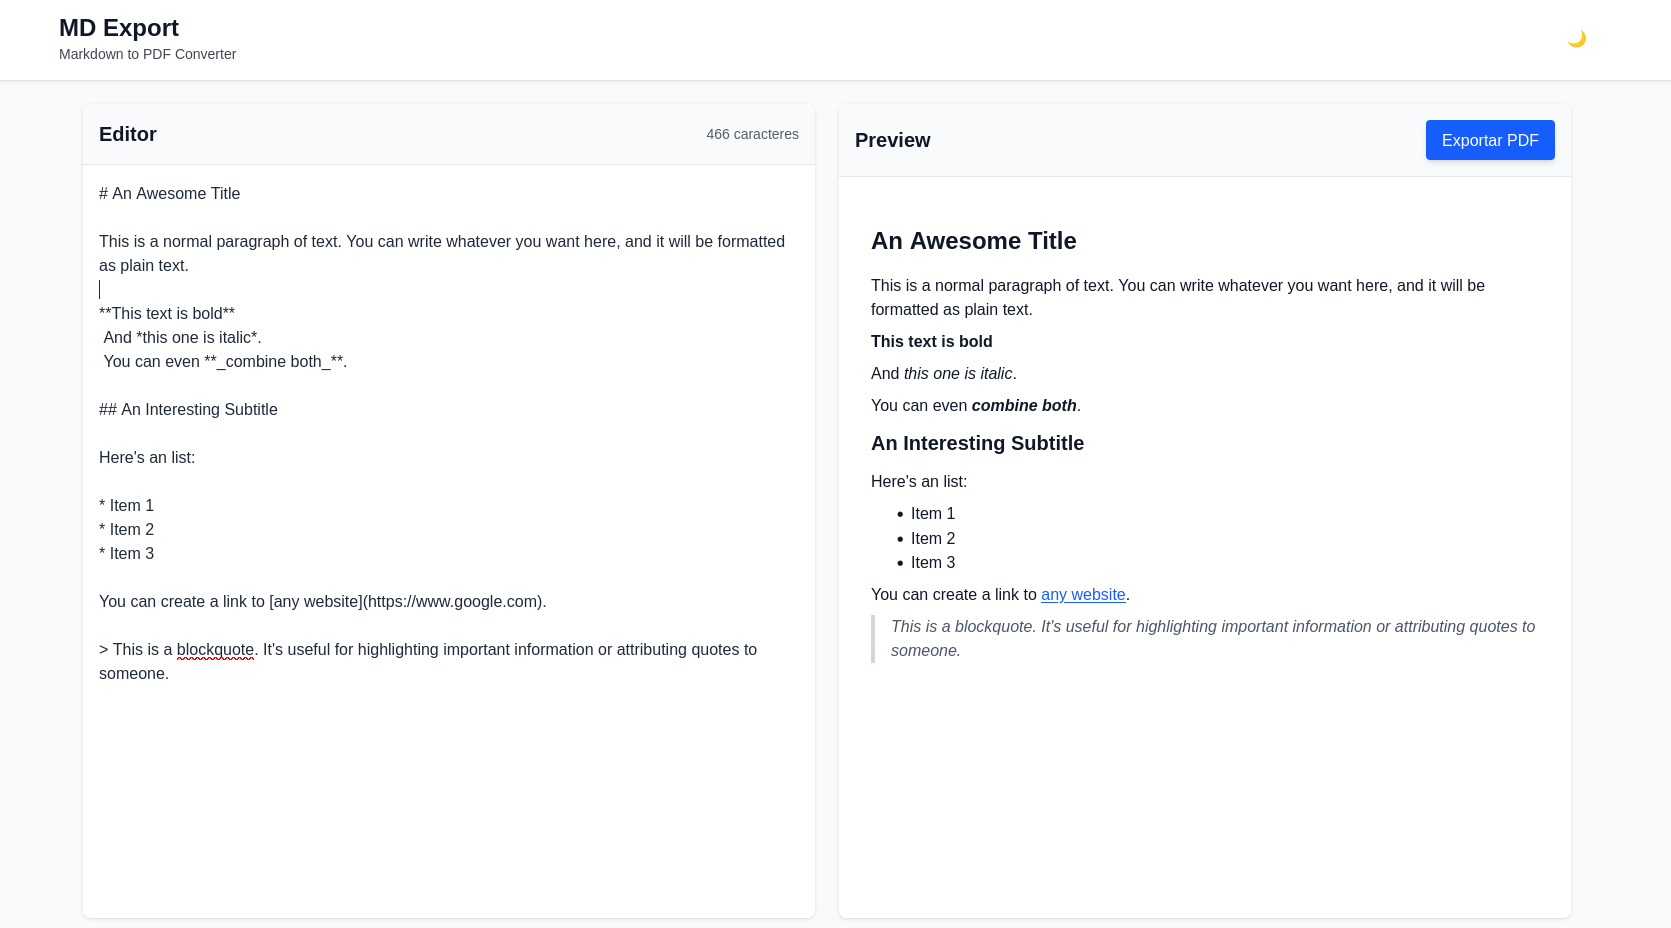 MD Export
Markdown to PDF Converter
Editor
466 caracteres
# An Awesome Title
This is a normal paragraph of text. You can write whatever you want here, and it will be formatted
as plain text.
**This text is bold**
And *this one is italic*.
You can even **_combine both_**.
## An Interesting Subtitle
Here's an list:
* Item 1
* Item 2
* Item 3
You can create a link to [any website](https://www.google.com).
> This is a blockquote. It's useful for highlighting important information or attributing quotes to
someone.
Preview
Exportar PDF
An Awesome Title
This is a normal paragraph of text. You can write whatever you want here, and it will be
formatted as plain text.
This text is bold
And this one is italic.
You can even combine both.
An Interesting Subtitle
Here's an list:
• Item 1
• Item 2
• Item 3
You can create a link to any website.
This is a blockquote. It's useful for highlighting important information or attributing quotes to
someone.